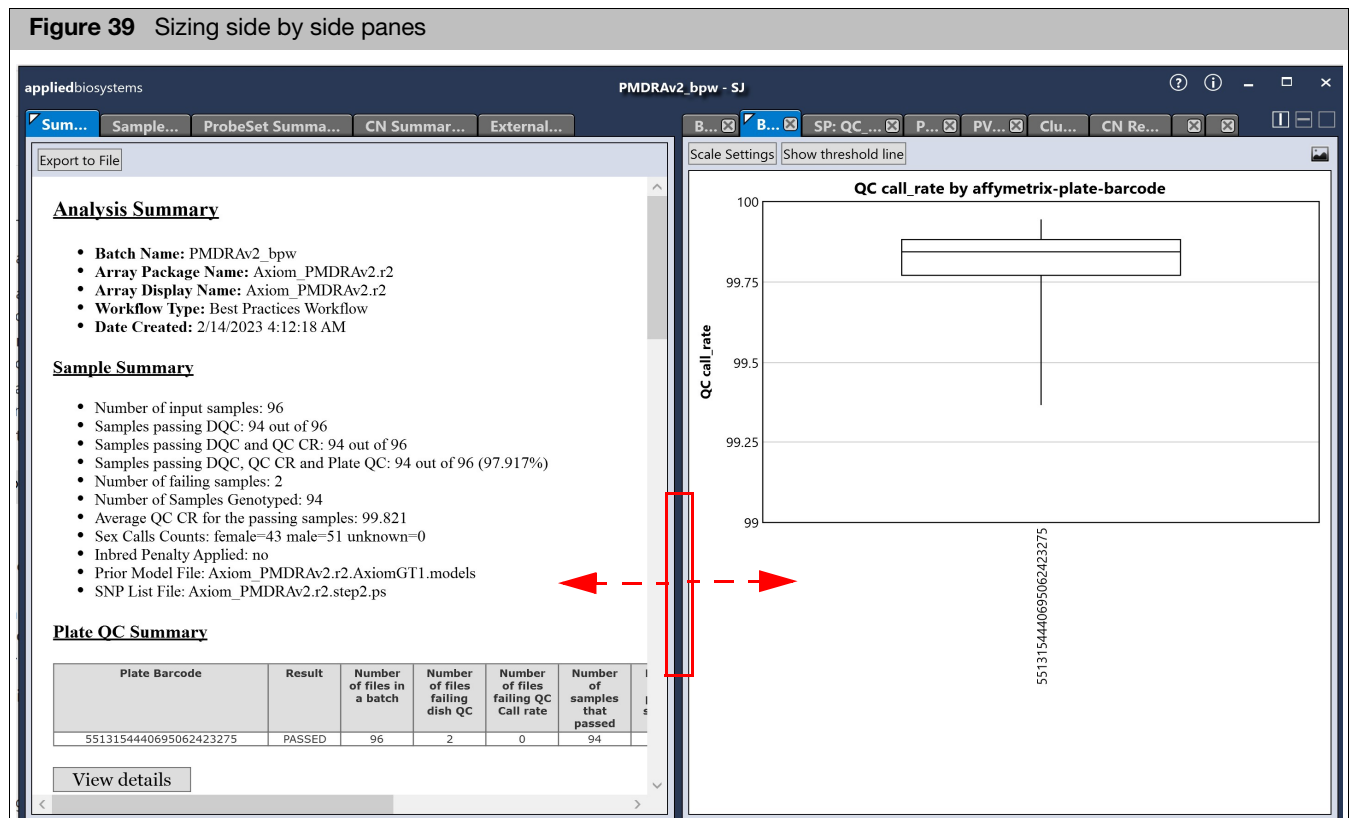 Figure 39 Sizing side by side panes
appliedbiosystems
PMDRAv2_bpw - SJ
Sum...
Sample...
ProbeSet Summa...
CN Summar...
External...
B...
B...
SP: QC_...
P...
PV...
Clu...
CN Re...
Export to File
Analysis Summary
• Batch Name: PMDRAv2_bpw
• Array Package Name: Axiom_PMDRAv2.r2
• Array Display Name: Axiom_PMDRAv2.r2
• Workflow Type: Best Practices Workflow
• Date Created: 2/14/2023 4:12:18 AM
Sample Summary
• Number of input samples: 96
• Samples passing DQC: 94 out of 96
• Samples passing DQC and QC CR: 94 out of 96
• Samples passing DQC, QC CR and Plate QC: 94 out of 96 (97.917%)
• Number of failing samples: 2
• Number of Samples Genotyped: 94
• Average QC CR for the passing samples: 99.821
• Sex Calls Counts: female=43 male=51 unknown=0
• Inbred Penalty Applied: no
• Prior Model File: Axiom_PMDRAv2.r2.AxiomGT1.models
• SNP List File: Axiom_PMDRAv2.r2.step2.ps
Plate QC Summary
Plate Barcode
Result
Number
of files in
a batch
Number
of files
failing
dish QC
Number
of files
failing QC
Call rate
Number
of
samples
that
passed
5513154440695062423275
PASSED
96
2
0
94
View details
Scale Settings
Show threshold line
QC call_rate by affymetrix-plate-barcode
100
99.75
99.5
99.25
99
QC call_rate
5513154440695062423275